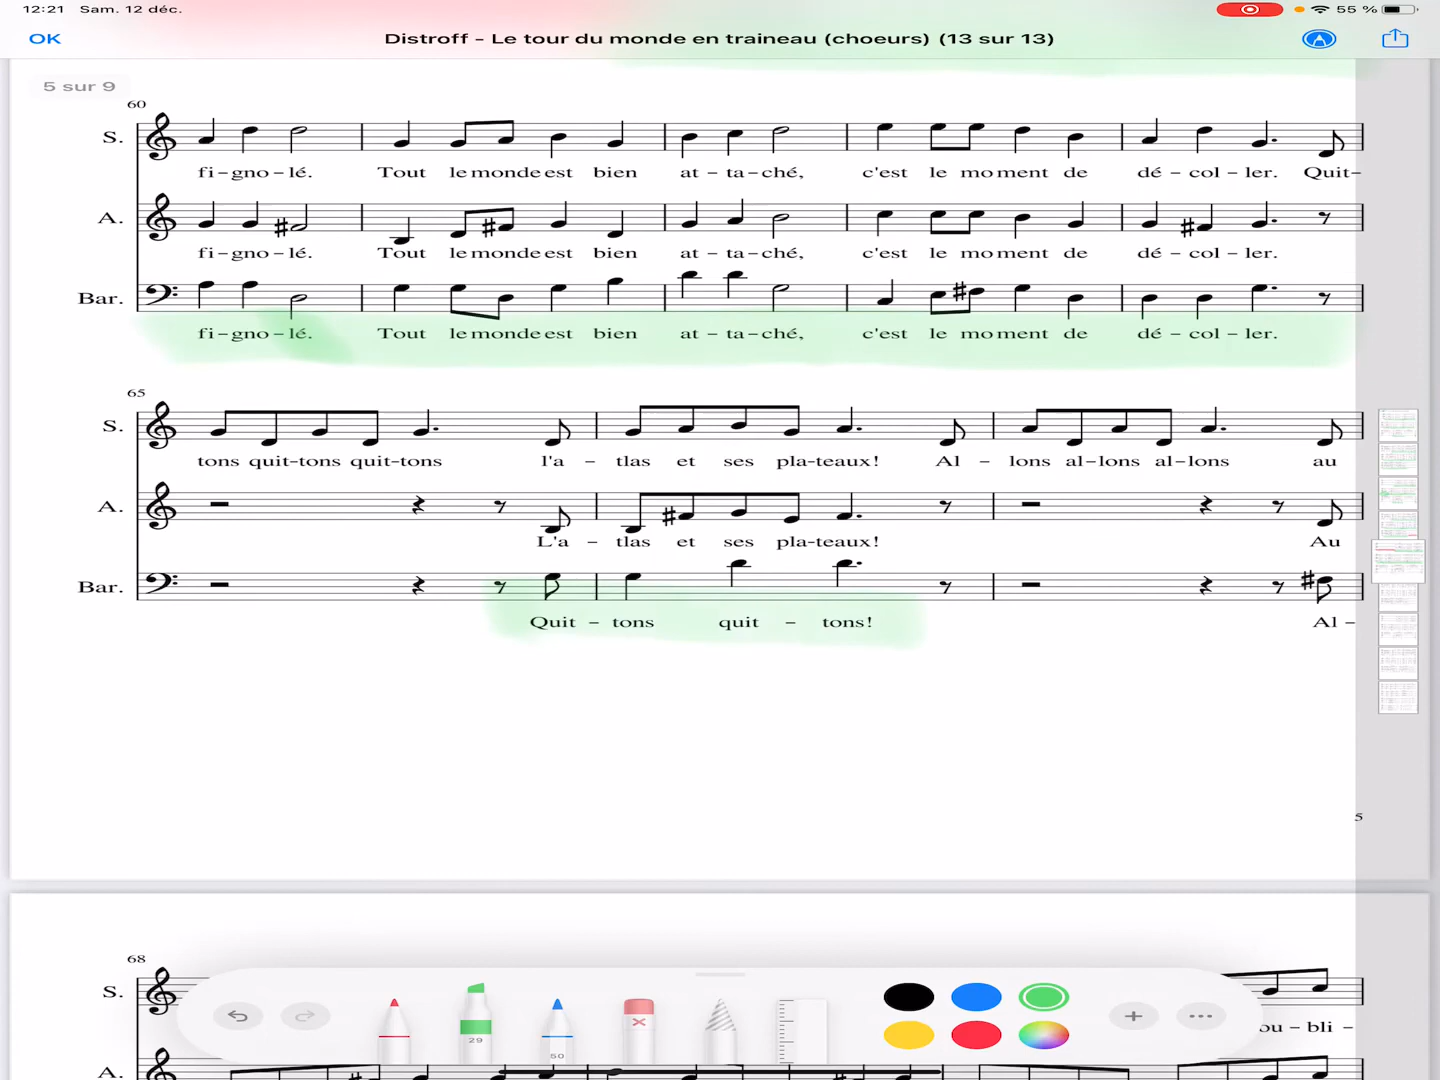 12:21 Sam. 12 déc.
55 %
OK
Distroff - Le tour du monde en traineau (choeurs) (13 sur 13)
5 sur 9
60
S.
fi-gno-lé. Tout le monde est bien at-ta-ché, c'est le moment de dé-col-ler. Quit-
A.
fi-gno-lé. Tout le monde est bien at-ta-ché, c'est le moment de dé-col-ler.
Bar.
fi-gno-lé. Tout le monde est bien at-ta-ché, c'est le moment de dé-col-ler.
65
S.
tons quit-tons quit-tons l'a - tlas et ses pla-teaux! Al - lons al-lons al-lons au
A.
L'a - tlas et ses pla-teaux! Au
Bar.
Quit - tons quit - tons! Al -
5
68
S.
ou-bli-
A.
29
50